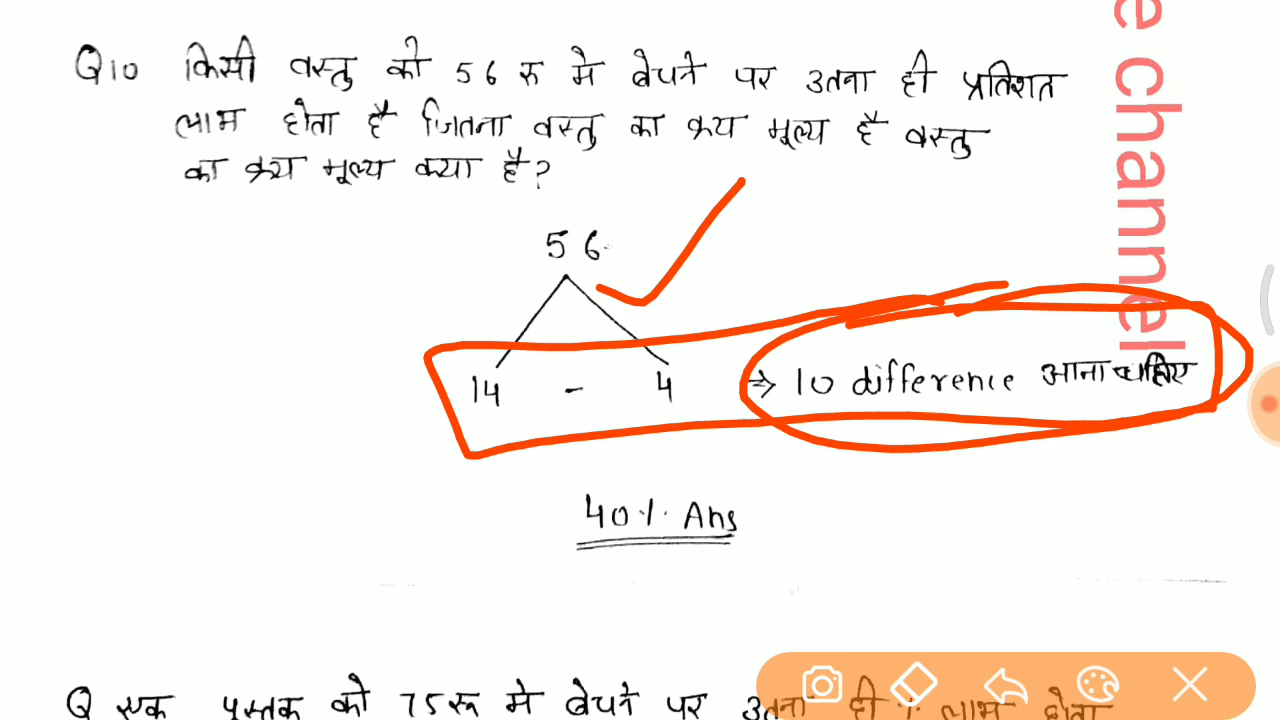 Q10 किसी वस्तु को 56 रु मे बेचने पर उतना ही प्रतिशत
लाभ होता है जितना वस्तु का क्रय मूल्य है वस्तु
का क्रय मूल्य क्या है?
56
14 - 4 ⇒ 10 difference आना चाहिए
40% Ans
Q एक पुस्तक को 75रू मे बेचने पर उतना ही % लाभ होता
e channel